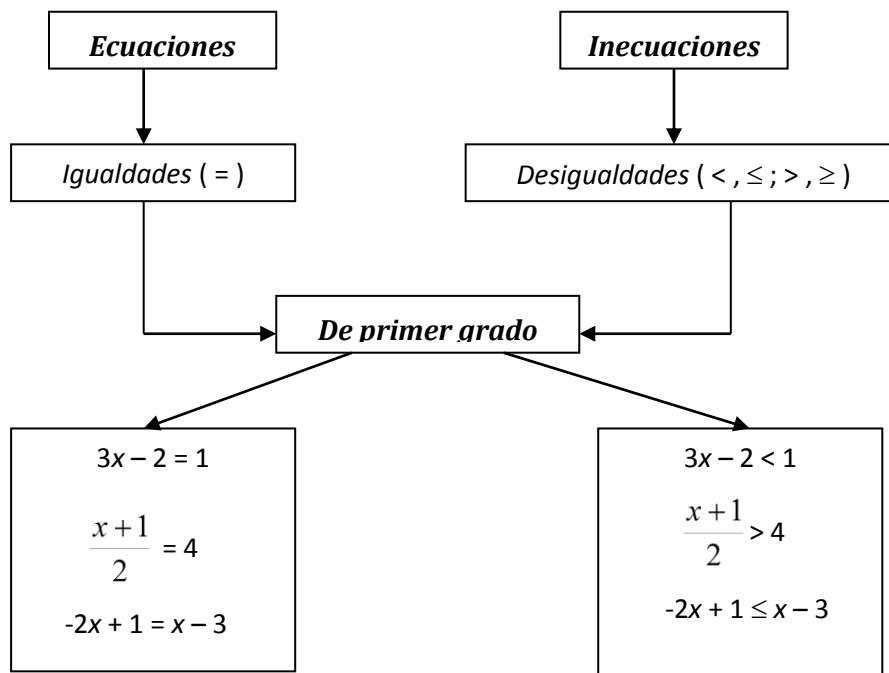 Ecuaciones
Inecuaciones
Igualdades ( = )
Desigualdades ( < , ≤ ; > , ≥ )
De primer grado
3x – 2 = 1
x + 1
2
= 4
-2x + 1 = x – 3
3x – 2 < 1
x + 1
2
> 4
-2x + 1 ≤ x – 3